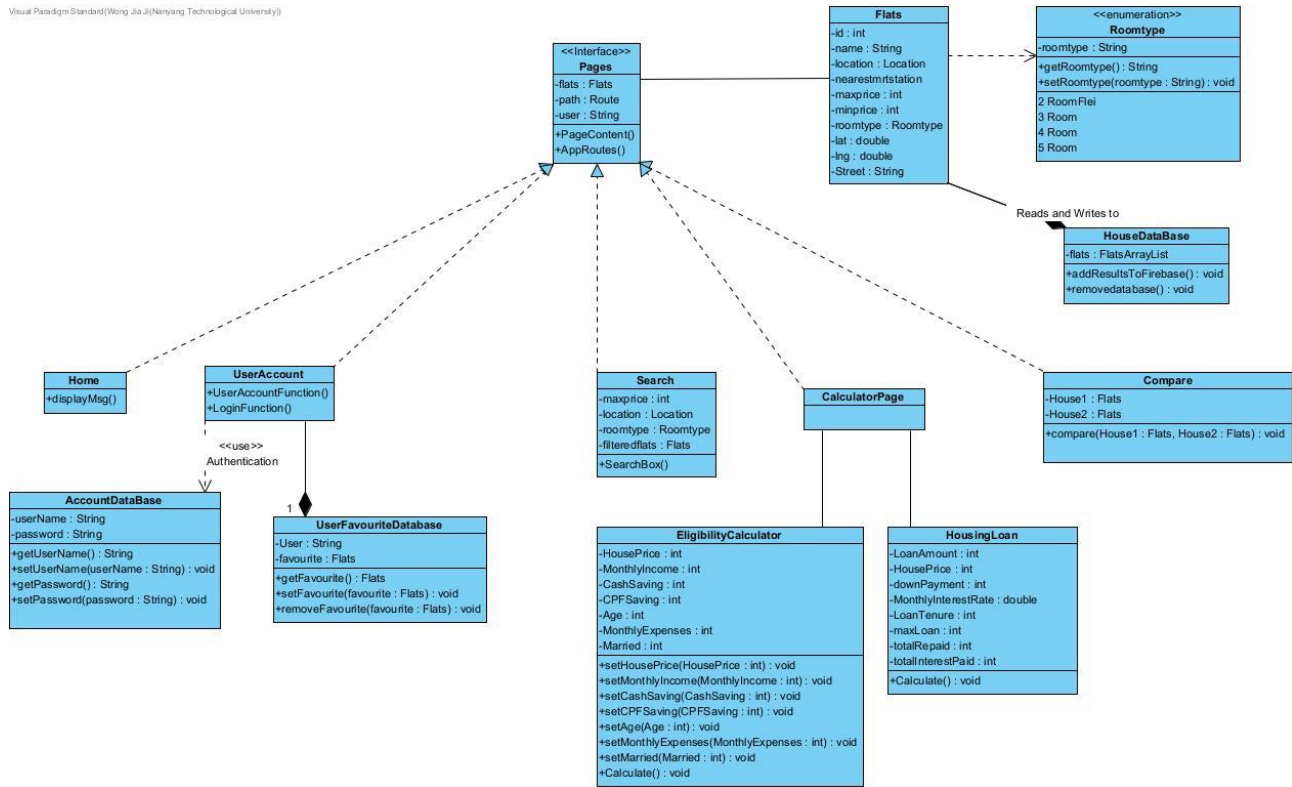 Visual Paradigm Standard(Wong Jia Ji(Nanyang Technological University))
<<Interface>>
Pages
-flats : Flats
-path : Route
-user : String
+PageContent()
+AppRoutes()
Flats
-id : int
-name : String
-location : Location
-nearestmrtstation
-maxprice : int
-minprice : int
-roomtype : Roomtype
-lat : double
-lng : double
-Street : String
<<enumeration>>
Roomtype
-roomtype : String
+getRoomtype() : String
+setRoomtype(roomtype : String) : void
2 RoomFlei
3 Room
4 Room
5 Room
Reads and Writes to
HouseDataBase
-flats : FlatsArrayList
+addResultsToFirebase() : void
+removedatabase() : void
Home
+displayMsg()
UserAccount
+UserAccountFunction()
+LoginFunction()
<<use>>
Authentication
1
AccountDataBase
-userName : String
-password : String
+getUserName() : String
+setUserName(userName : String) : void
+getPassword() : String
+setPassword(password : String) : void
UserFavouriteDatabase
-User : String
-favourite : Flats
+getFavourite() : Flats
+setFavourite(favourite : Flats) : void
+removeFavourite(favourite : Flats) : void
Search
-maxprice : int
-location : Location
-roomtype : Roomtype
-filteredflats : Flats
+SearchBox()
CalculatorPage
Compare
-House1 : Flats
-House2 : Flats
+compare(House1 : Flats, House2 : Flats) : void
EligibilityCalculator
-HousePrice : int
-MonthlyIncome : int
-CashSaving : int
-CPFSaving : int
-Age : int
-MonthlyExpenses : int
-Married : int
+setHousePrice(HousePrice : int) : void
+setMonthlyIncome(MonthlyIncome : int) : void
+setCashSaving(CashSaving : int) : void
+setCPFSaving(CPFSaving : int) : void
+setAge(Age : int) : void
+setMonthlyExpenses(MonthlyExpenses : int) : void
+setMarried(Married : int) : void
+Calculate() : void
HousingLoan
-LoanAmount : int
-HousePrice : int
-downPayment : int
-MonthlyInterestRate : double
-LoanTenure : int
-maxLoan : int
-totalRepaid : int
-totalInterestPaid : int
+Calculate() : void